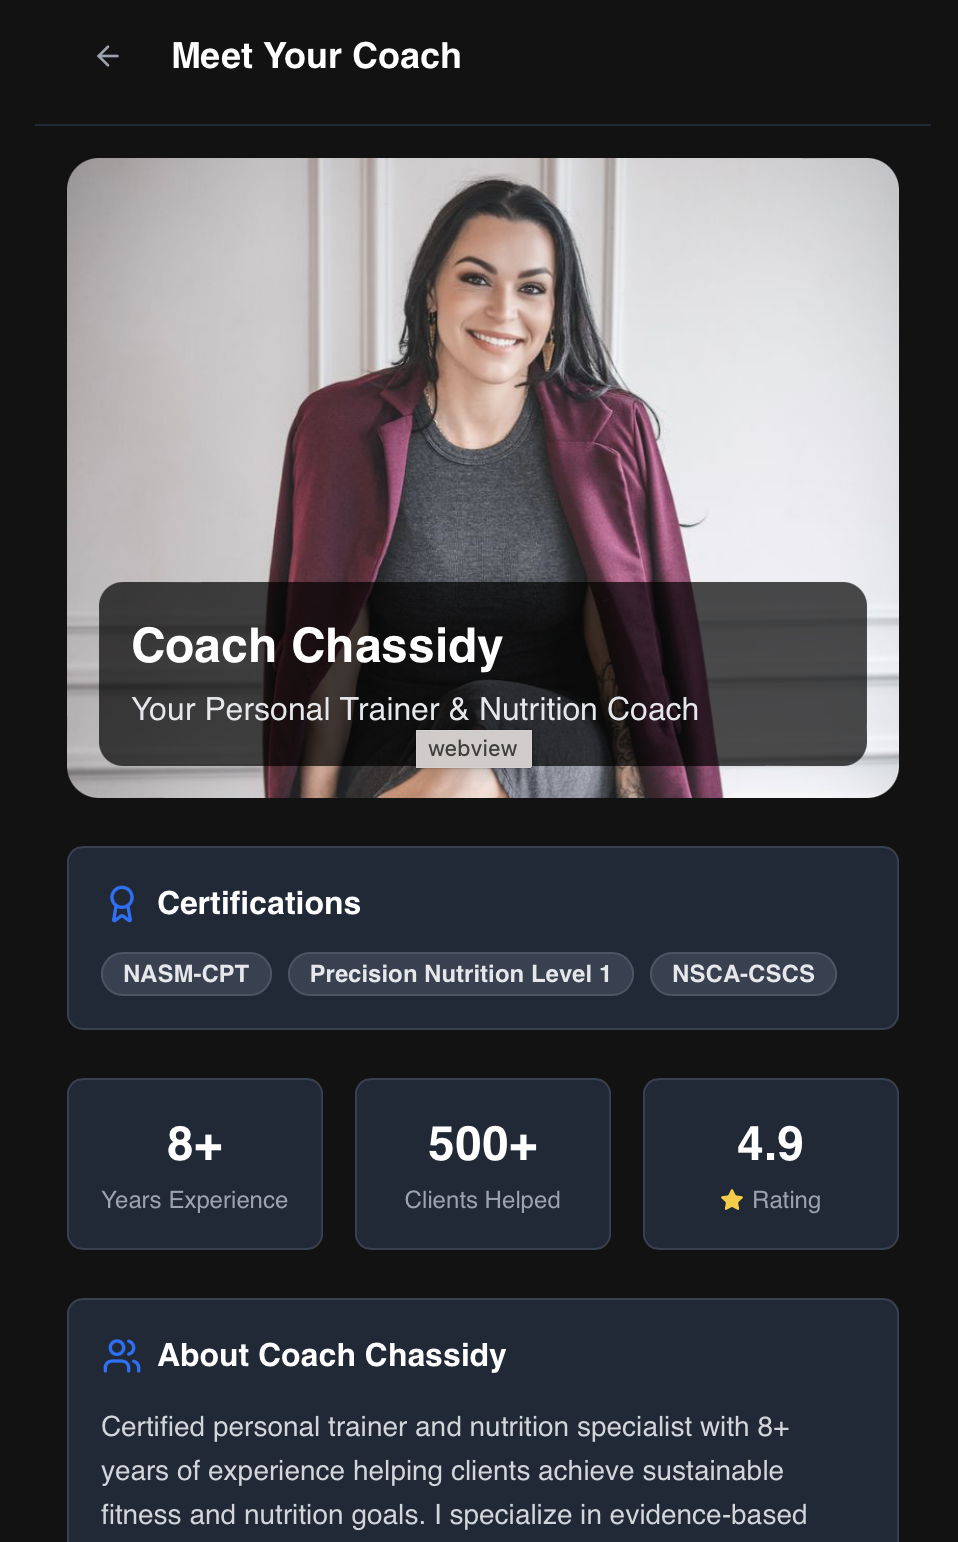 Meet Your Coach
Coach Chassidy
Your Personal Trainer & Nutrition Coach
webview
Certifications
NASM-CPT Precision Nutrition Level 1 NSCA-CSCS
8+ 500+ 4.9
Years Experience Clients Helped ⭐ Rating
About Coach Chassidy
Certified personal trainer and nutrition specialist with 8+
years of experience helping clients achieve sustainable
fitness and nutrition goals. I specialize in evidence-based